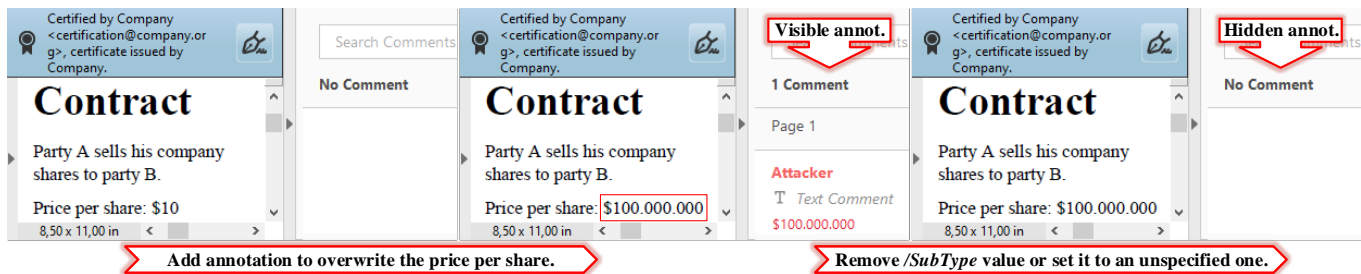 Certified by Company
<certification@company.or
g>, certificate issued by
Company.
Search Comments
No Comment
Contract
Party A sells his company
shares to party B.
Price per share: $10
8,50 x 11,00 in
Certified by Company
<certification@company.or
g>, certificate issued by
Company.
Visible annot.
1 Comment
Contract
Page 1
Party A sells his company
shares to party B.
Attacker
T Text Comment
Price per share: $100.000.000
$100.000.000
8,50 x 11,00 in
Certified by Company
<certification@company.or
g>, certificate issued by
Company.
Hidden annot.
No Comment
Contract
Party A sells his company
shares to party B.
Price per share: $100.000.000
8,50 x 11,00 in
Add annotation to overwrite the price per share.
Remove /SubType value or set it to an unspecified one.